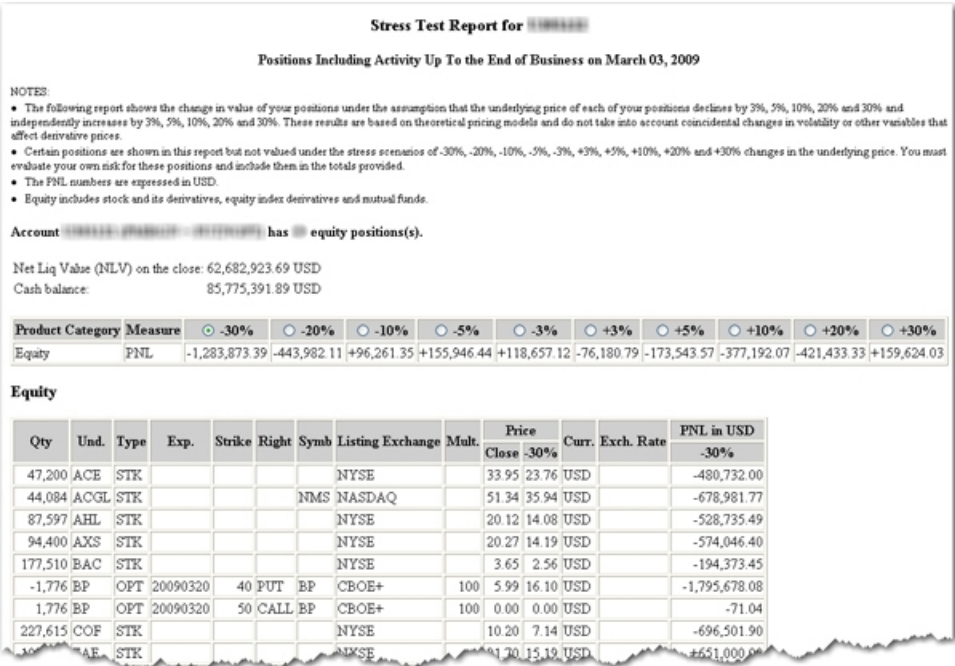 Stress Test Report for
Positions Including Activity Up To the End of Business on March 03, 2009
NOTES:
• The following report shows the change in value of your positions under the assumption that the underlying price of each of your positions declines by 3%, 5%, 10%, 20% and 30% and
independently increases by 3%, 5%, 10%, 20% and 30%. These results are based on theoretical pricing models and do not take into account coincidental changes in volatility or other variables that
affect derivative prices.
• Certain positions are shown in this report but not valued under the stress scenarios of -30%, -20%, -10%, -5%, -3%, +3%, +5%, +10%, +20% and +30% changes in the underlying price. You must
evaluate your own risk for these positions and include them in the totals provided.
• The PNL numbers are expressed in USD.
• Equity includes stock and its derivatives, equity index derivatives and mutual funds.
Account has equity positions(s).
Net Liq Value (NLV) on the close: 62,682,923.69 USD
Cash balance: 85,775,391.89 USD
Product Category Measure -30% -20% -10% -5% -3% +3% +5% +10% +20% +30%
Equity PNL -1,283,873.39 -443,982.11 +96,261.35 +155,946.44 +118,657.12 -76,180.79 -173,543.57 -377,192.07 -421,433.33 +159,624.03
Equity
Qty Und. Type Exp. Strike Right Symb Listing Exchange Mult. Price Curr. Exch. Rate PNL in USD
Close -30% -30%
47,200 ACE STK NYSE 33.95 23.76 USD -480,732.00
44,084 ACGL STK NMS NASDAQ 51.34 35.94 USD -678,981.77
87,597 AHL STK NYSE 20.12 14.08 USD -528,735.49
94,400 AXS STK NYSE 20.27 14.19 USD -574,046.40
177,510 BAC STK NYSE 3.65 2.56 USD -194,373.45
-1,776 BP OPT 20090320 40 PUT BP CBOE+ 100 5.99 16.10 USD -1,795,678.08
1,776 BP OPT 20090320 50 CALL BP CBOE+ 100 0.00 0.00 USD -71.04
227,615 COF STK NYSE 10.20 7.14 USD -696,501.90
STK NYSE 15.19 USD